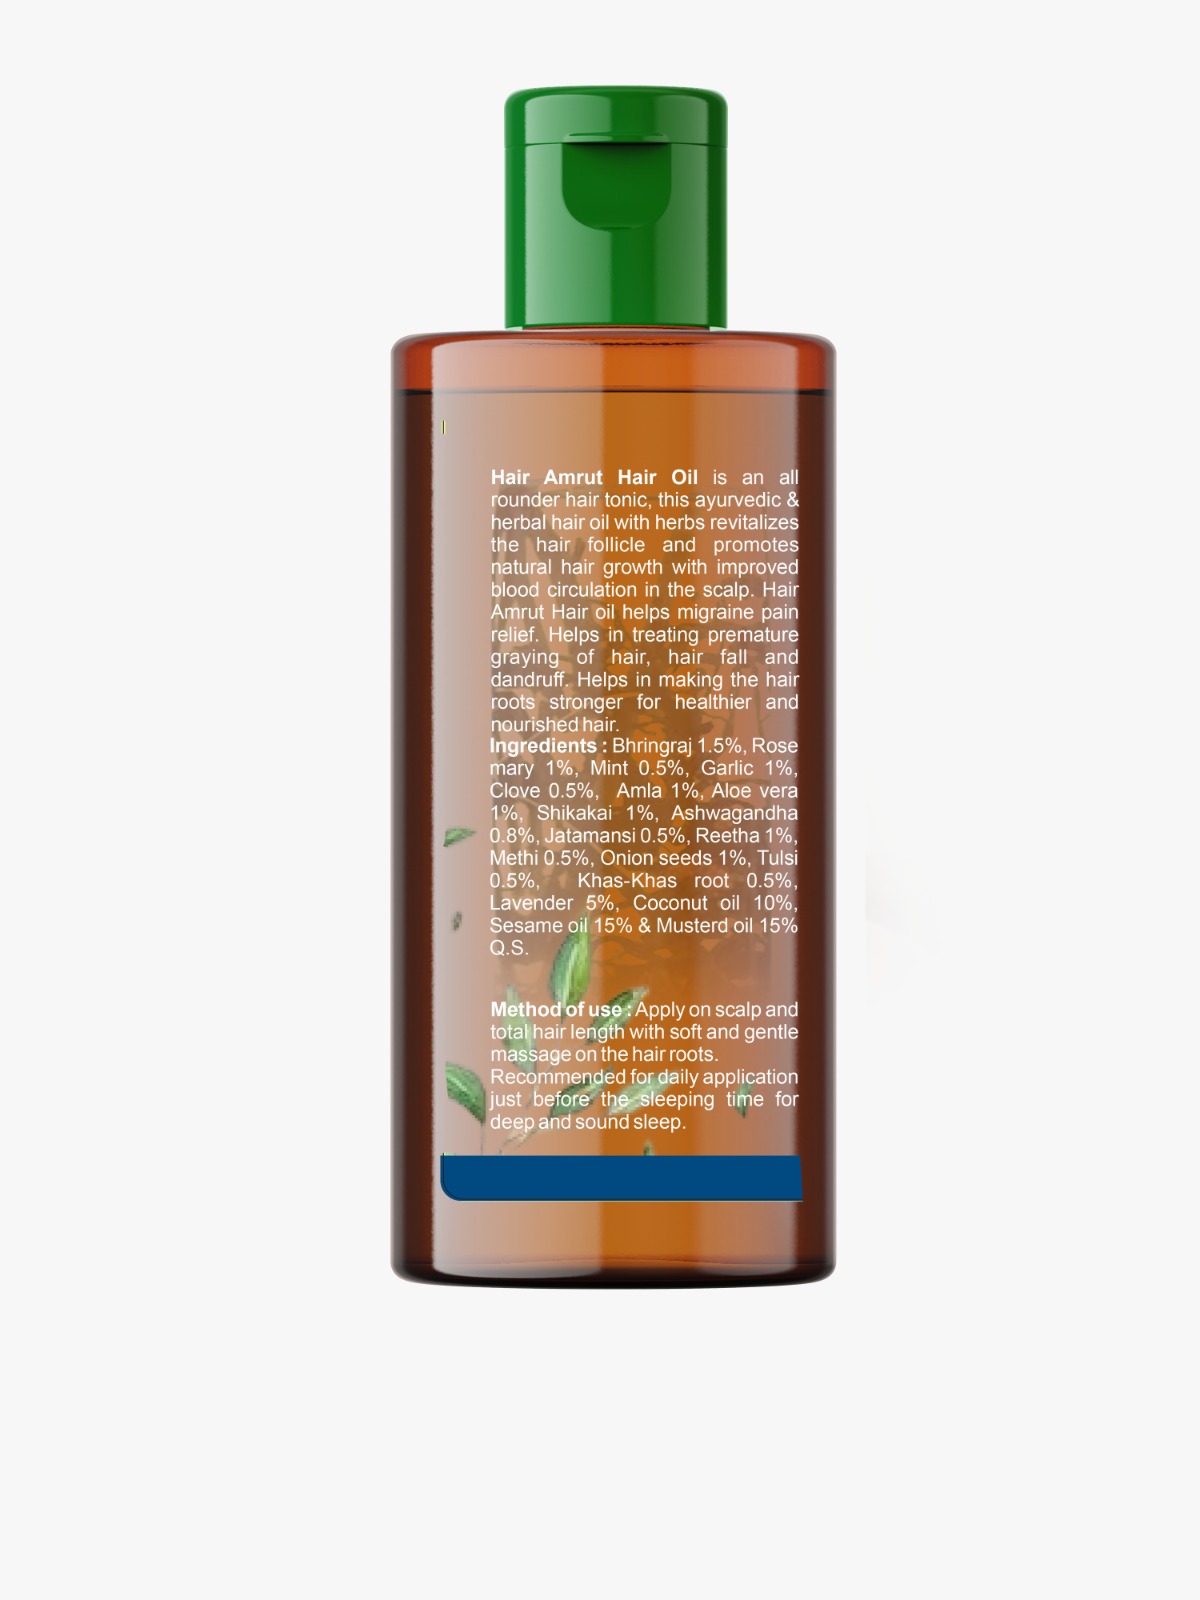 Hair Amrut Hair Oil is an all
rounder hair tonic, this ayurvedic &
herbal hair oil with herbs revitalizes
the hair follicle and promotes
natural hair growth with improved
blood circulation in the scalp. Hair
Amrut Hair oil helps migraine pain
relief. Helps in treating premature
graying of hair, hair fall and
dandruff. Helps in making the hair
roots stronger for healthier and
nourished hair.
Ingredients : Bhringraj 1.5%, Rose
mary 1%, Mint 0.5%, Garlic 1%,
Clove 0.5%, Amla 1%, Aloe vera
1%, Shikakai 1%, Ashwagandha
0.8%, Jatamansi 0.5%, Reetha 1%,
Methi 0.5%, Onion seeds 1%, Tulsi
0.5%, Khas-Khas root 0.5%,
Lavender 5%, Coconut oil 10%,
Sesame oil 15% & Musterd oil 15%
Q.S.
Method of use : Apply on scalp and
total hair length with soft and gentle
massage on the hair roots.
Recommended for daily application
just before the sleeping time for
deep and sound sleep.